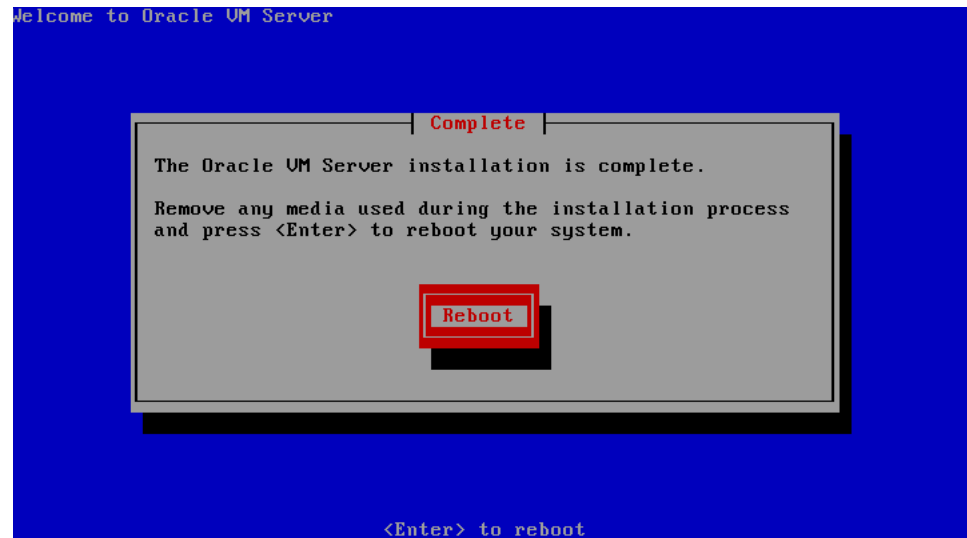 Welcome to Oracle VM Server
Complete
The Oracle VM Server installation is complete.
Remove any media used during the installation process
and press <Enter> to reboot your system.
Reboot
<Enter> to reboot